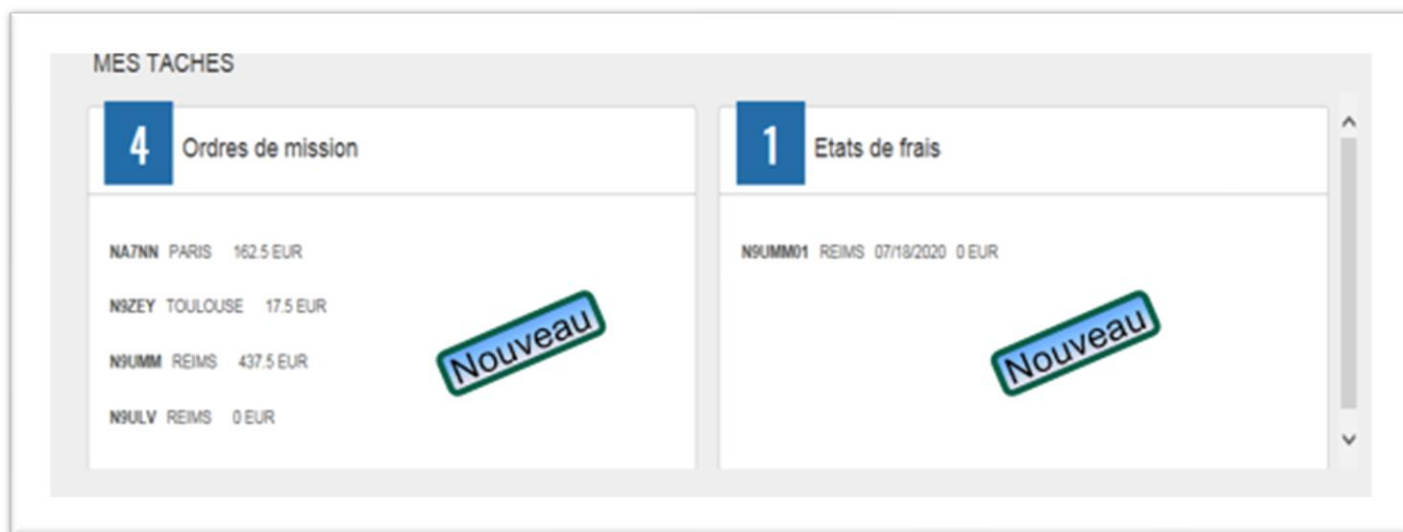 MES TACHES
4 Ordres de mission
NA7NN PARIS 162.5 EUR
N9ZEY TOULOUSE 17.5 EUR
N9UMM REIMS 437.5 EUR
N9ULV REIMS 0 EUR
Nouveau
1 Etats de frais
N9UMM01 REIMS 07/18/2020 0 EUR
Nouveau